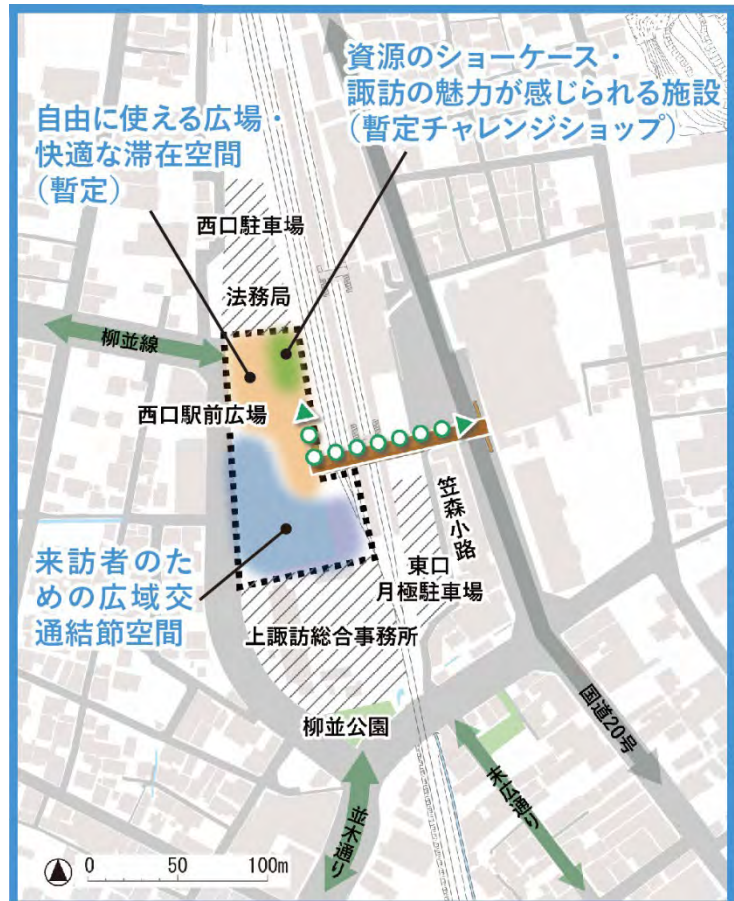 資源のショーケース・
諏訪の魅力が感じられる施設
(暫定チャレンジショップ)
自由に使える広場・
快適な滞在空間
(暫定)
西口駐車場
法務局
柳並線
西口駅前広場
笠森小路
東口
月極駐車場
来訪者のた
めの広域交
通結節空間
上諏訪総合事務所
柳並公園
国道20号
末広通り
並木通り
0 50 100m